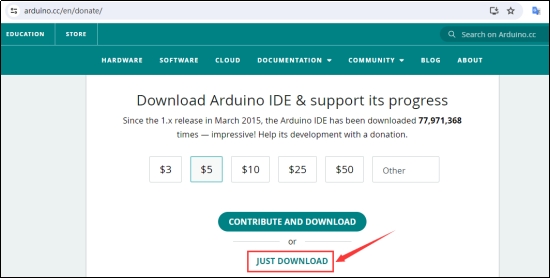 arduino.cc/en/donate/
EDUCATION STORE Search on Arduino.cc
HARDWARE SOFTWARE CLOUD DOCUMENTATION COMMUNITY BLOG ABOUT
Download Arduino IDE & support its progress
Since the 1.x release in March 2015, the Arduino IDE has been downloaded 77,971,368
times — impressive! Help its development with a donation.
$3 $5 $10 $25 $50 Other
CONTRIBUTE AND DOWNLOAD
or
JUST DOWNLOAD